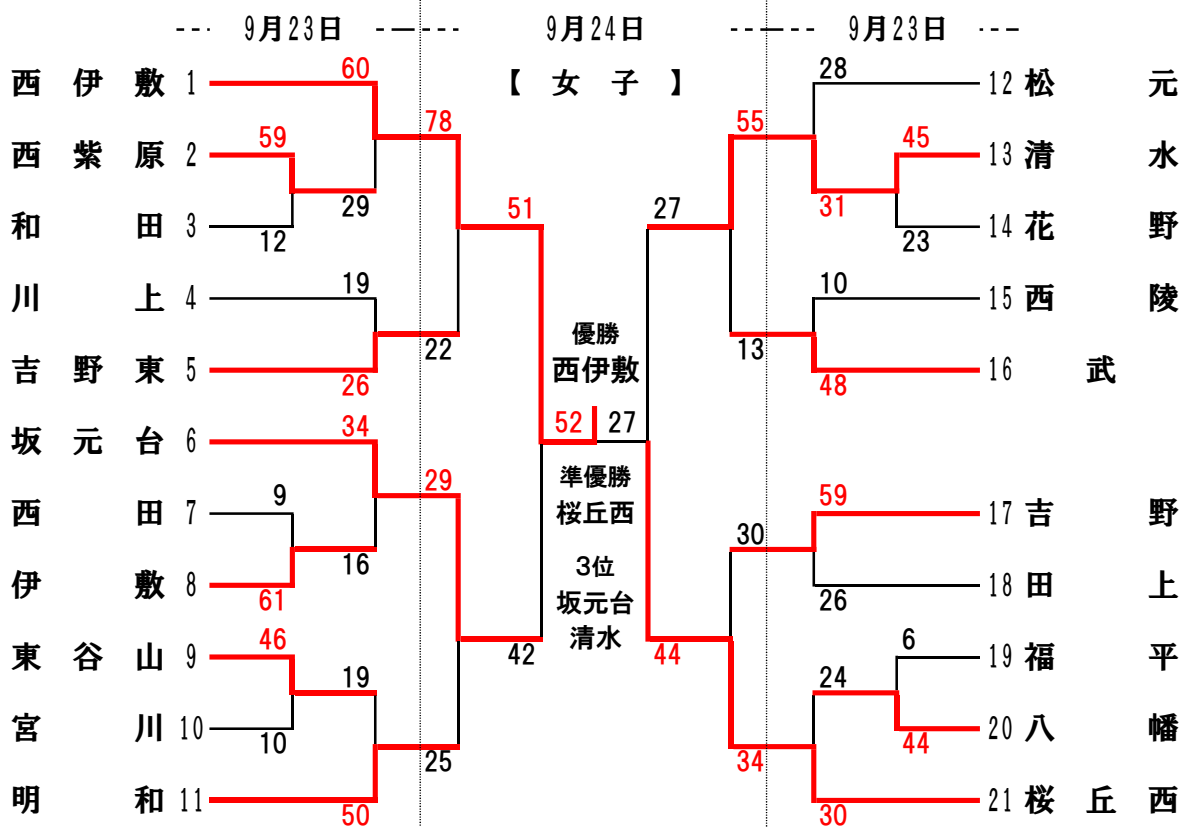 9月23日 9月24日 9月23日
【 女 子 】
西伊敷 1 60
西紫原 2 59
和田 3 12
29
川上 4 19
吉野東 5 26
78
22
坂元台 6 34
西田 7 9
伊敷 8 61
16
東谷山 9 46
宮川 10 10
19
明和 11 50
29
25
51
42
優勝
西伊敷
52 27
準優勝
桜丘西
3位
坂元台
清水
27
44
55
13
30
34
28 12 松元
45 13 清水
23 14 花野
31
10 15 西陵
48 16 武
59 17 吉野
26 18 田上
6 19 福平
44 20 八幡
24
30 21 桜丘西